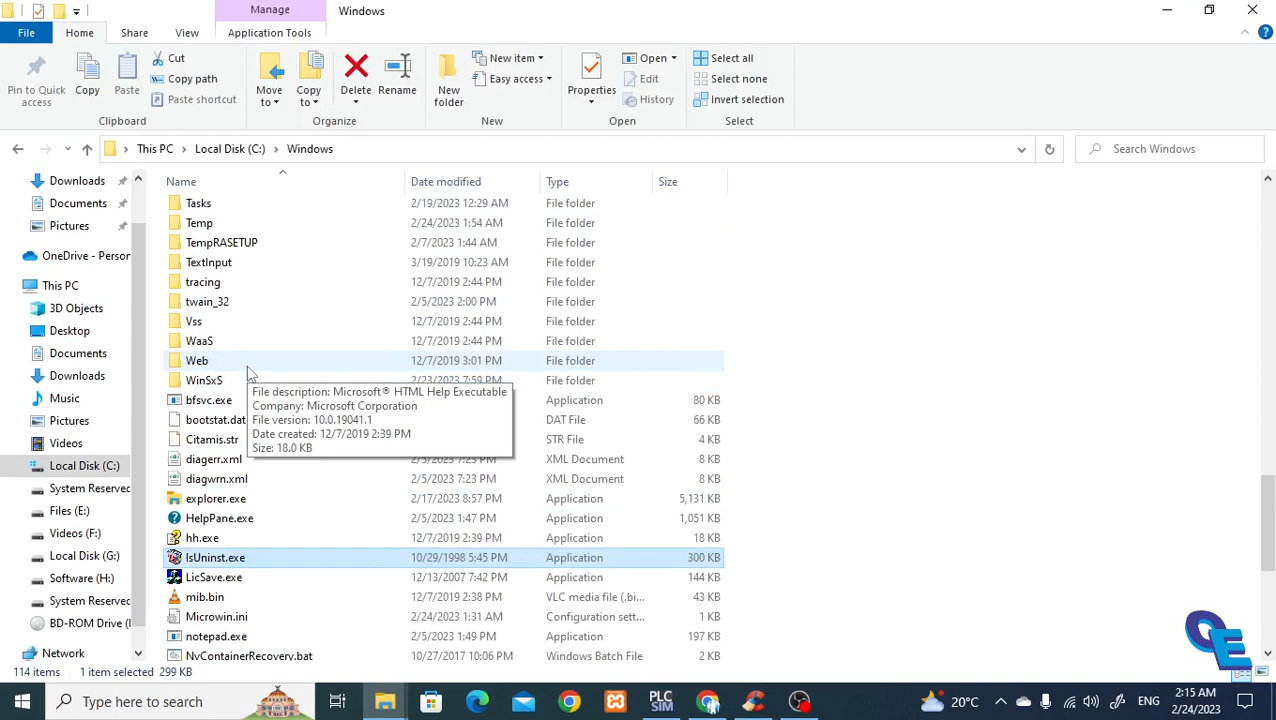 Manage
Windows
File
Home
Share
View
Application Tools
Pin to Quick access
Copy
Paste
Cut
Copy path
Paste shortcut
Clipboard
Move to
Copy to
Delete
Rename
Organize
New folder
New item
Easy access
New
Properties
Open
Edit
History
Open
Select all
Select none
Invert selection
Select
This PC > Local Disk (C:) > Windows
Search Windows
Downloads
Documents
Pictures
OneDrive - Person
This PC
3D Objects
Desktop
Documents
Downloads
Music
Pictures
Videos
Local Disk (C:)
System Reserved
Files (E:)
Videos (F:)
Local Disk (G:)
Software (H:)
System Reserved
BD-ROM Drive (I
Network
Name Date modified Type Size
Tasks 2/19/2023 12:29 AM File folder
Temp 2/24/2023 1:54 AM File folder
TempRASETUP 2/7/2023 1:44 AM File folder
TextInput 3/19/2019 10:23 AM File folder
tracing 12/7/2019 2:44 PM File folder
twain_32 2/5/2023 2:00 PM File folder
Vss 12/7/2019 2:44 PM File folder
WaaS 12/7/2019 2:44 PM File folder
Web 12/7/2019 3:01 PM File folder
WinSxS 2/23/2023 7:59 PM File folder
File description: Microsoft® HTML Help Executable
Company: Microsoft Corporation
File version: 10.0.19041.1
Date created: 12/7/2019 2:39 PM
Size: 18.0 KB
bfsvc.exe Application 80 KB
bootstat.dat DAT File 66 KB
Citamis.str STR File 4 KB
diagerr.xml 2/5/2023 7:23 PM XML Document 8 KB
diagwrn.xml 2/5/2023 7:23 PM XML Document 8 KB
explorer.exe 2/17/2023 8:57 PM Application 5,131 KB
HelpPane.exe 2/5/2023 1:47 PM Application 1,051 KB
hh.exe 12/7/2019 2:39 PM Application 18 KB
IsUninst.exe 10/29/1998 5:45 PM Application 300 KB
LicSave.exe 12/13/2007 7:42 PM Application 144 KB
mib.bin 12/7/2019 2:38 PM VLC media file (.bi... 43 KB
Microwin.ini 2/24/2023 1:31 AM Configuration sett... 1 KB
notepad.exe 2/5/2023 1:49 PM Application 197 KB
NvContainerRecovery.bat 10/27/2017 10:06 PM Windows Batch File 2 KB
OE
114 items 1 item selected 299 KB
Type here to search
PLC SIM
20°C
ENG
2:15 AM
2/24/2023